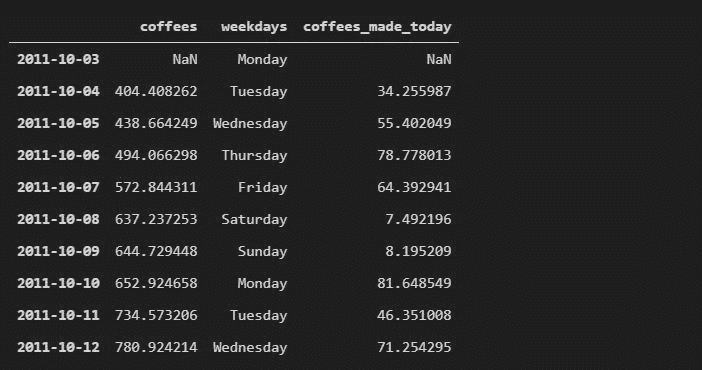 coffees weekdays coffees_made_today
2011-10-03 NaN Monday NaN
2011-10-04 404.408262 Tuesday 34.255987
2011-10-05 438.664249 Wednesday 55.402049
2011-10-06 494.066298 Thursday 78.778013
2011-10-07 572.844311 Friday 64.392941
2011-10-08 637.237253 Saturday 7.492196
2011-10-09 644.729448 Sunday 8.195209
2011-10-10 652.924658 Monday 81.648549
2011-10-11 734.573206 Tuesday 46.351008
2011-10-12 780.924214 Wednesday 71.254295